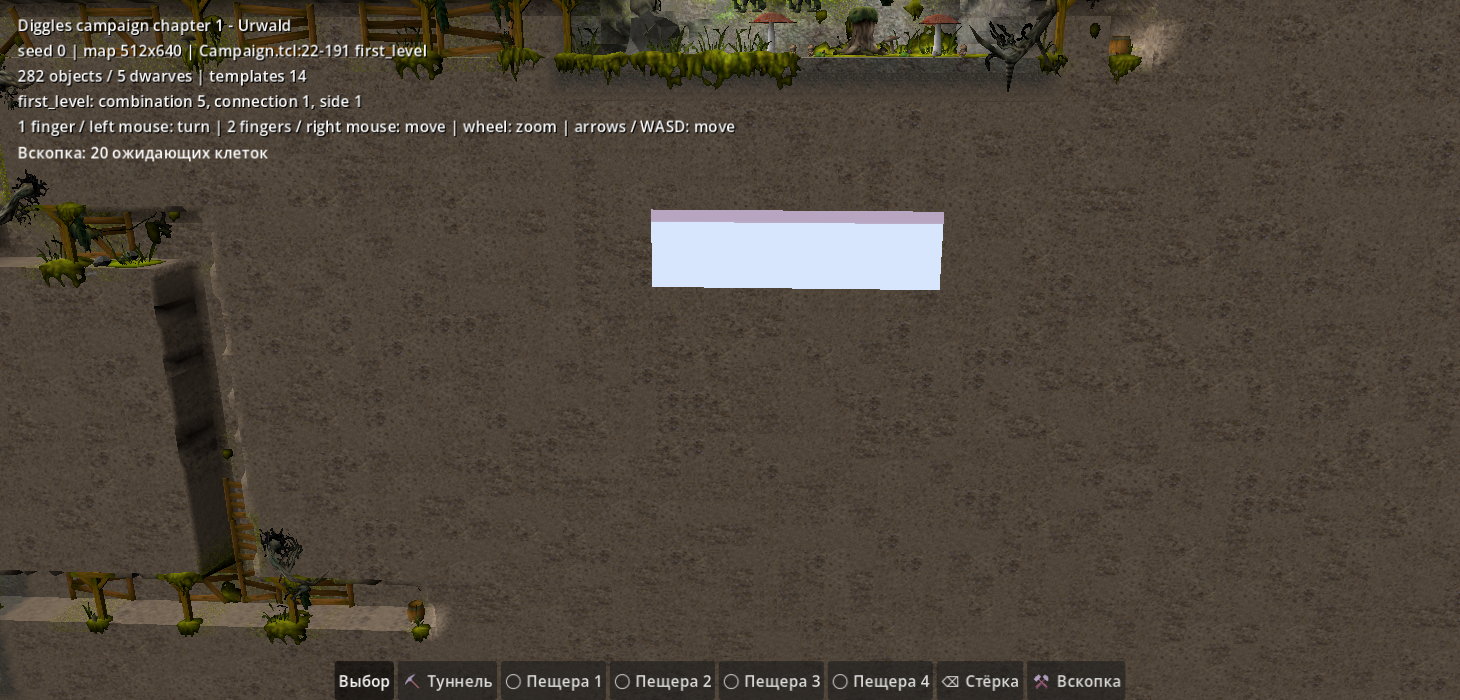 Diggles campaign chapter 1 - Urwald
seed 0 | map 512x640 | Campaign.tcl:22-191 first_level
282 objects / 5 dwarves | templates 14
first_level: combination 5, connection 1, side 1
1 finger / left mouse: turn | 2 fingers / right mouse: move | wheel: zoom | arrows / WASD: move
Вскопка: 20 ожидающих клеток
Выбор Туннель Пещера 1 Пещера 2 Пещера 3 Пещера 4 Стёрка Вскопка